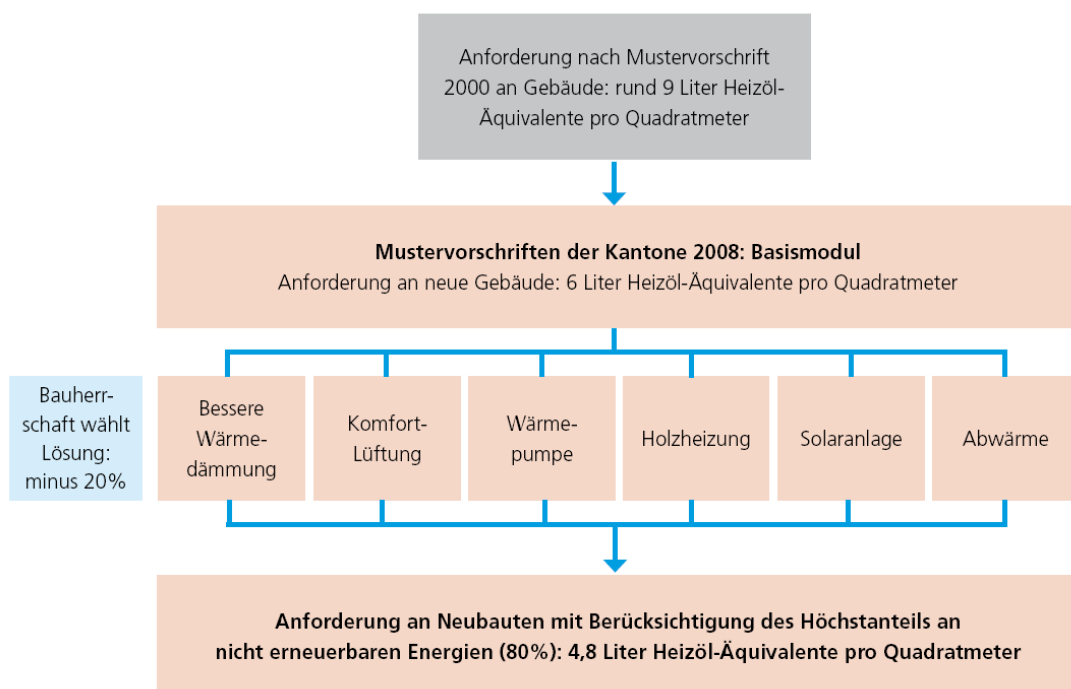 Anforderung nach Mustervorschrift
2000 an Gebäude: rund 9 Liter Heizöl-
Äquivalente pro Quadratmeter
Mustervorschriften der Kantone 2008: Basismodul
Anforderung an neue Gebäude: 6 Liter Heizöl-Äquivalente pro Quadratmeter
Bauherr-
schaft wählt
Lösung:
minus 20%
Bessere
Wärme-
dämmung
Komfort-
Lüftung
Wärme-
pumpe
Holzheizung
Solaranlage
Abwärme
Anforderung an Neubauten mit Berücksichtigung des Höchstanteils an
nicht erneuerbaren Energien (80%): 4,8 Liter Heizöl-Äquivalente pro Quadratmeter